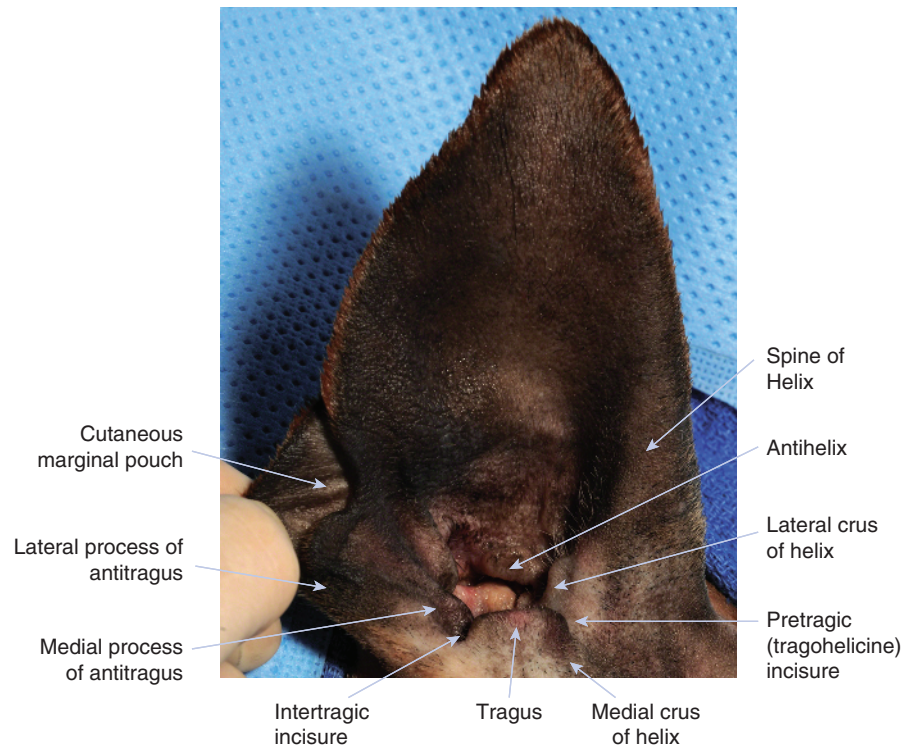 Cutaneous
marginal pouch
Lateral process of
antitragus
Medial process
of antitragus
Intertragic
incisure
Tragus
Medial crus
of helix
Spine of
Helix
Antihelix
Lateral crus
of helix
Pretragic
(tragohelicine)
incisure